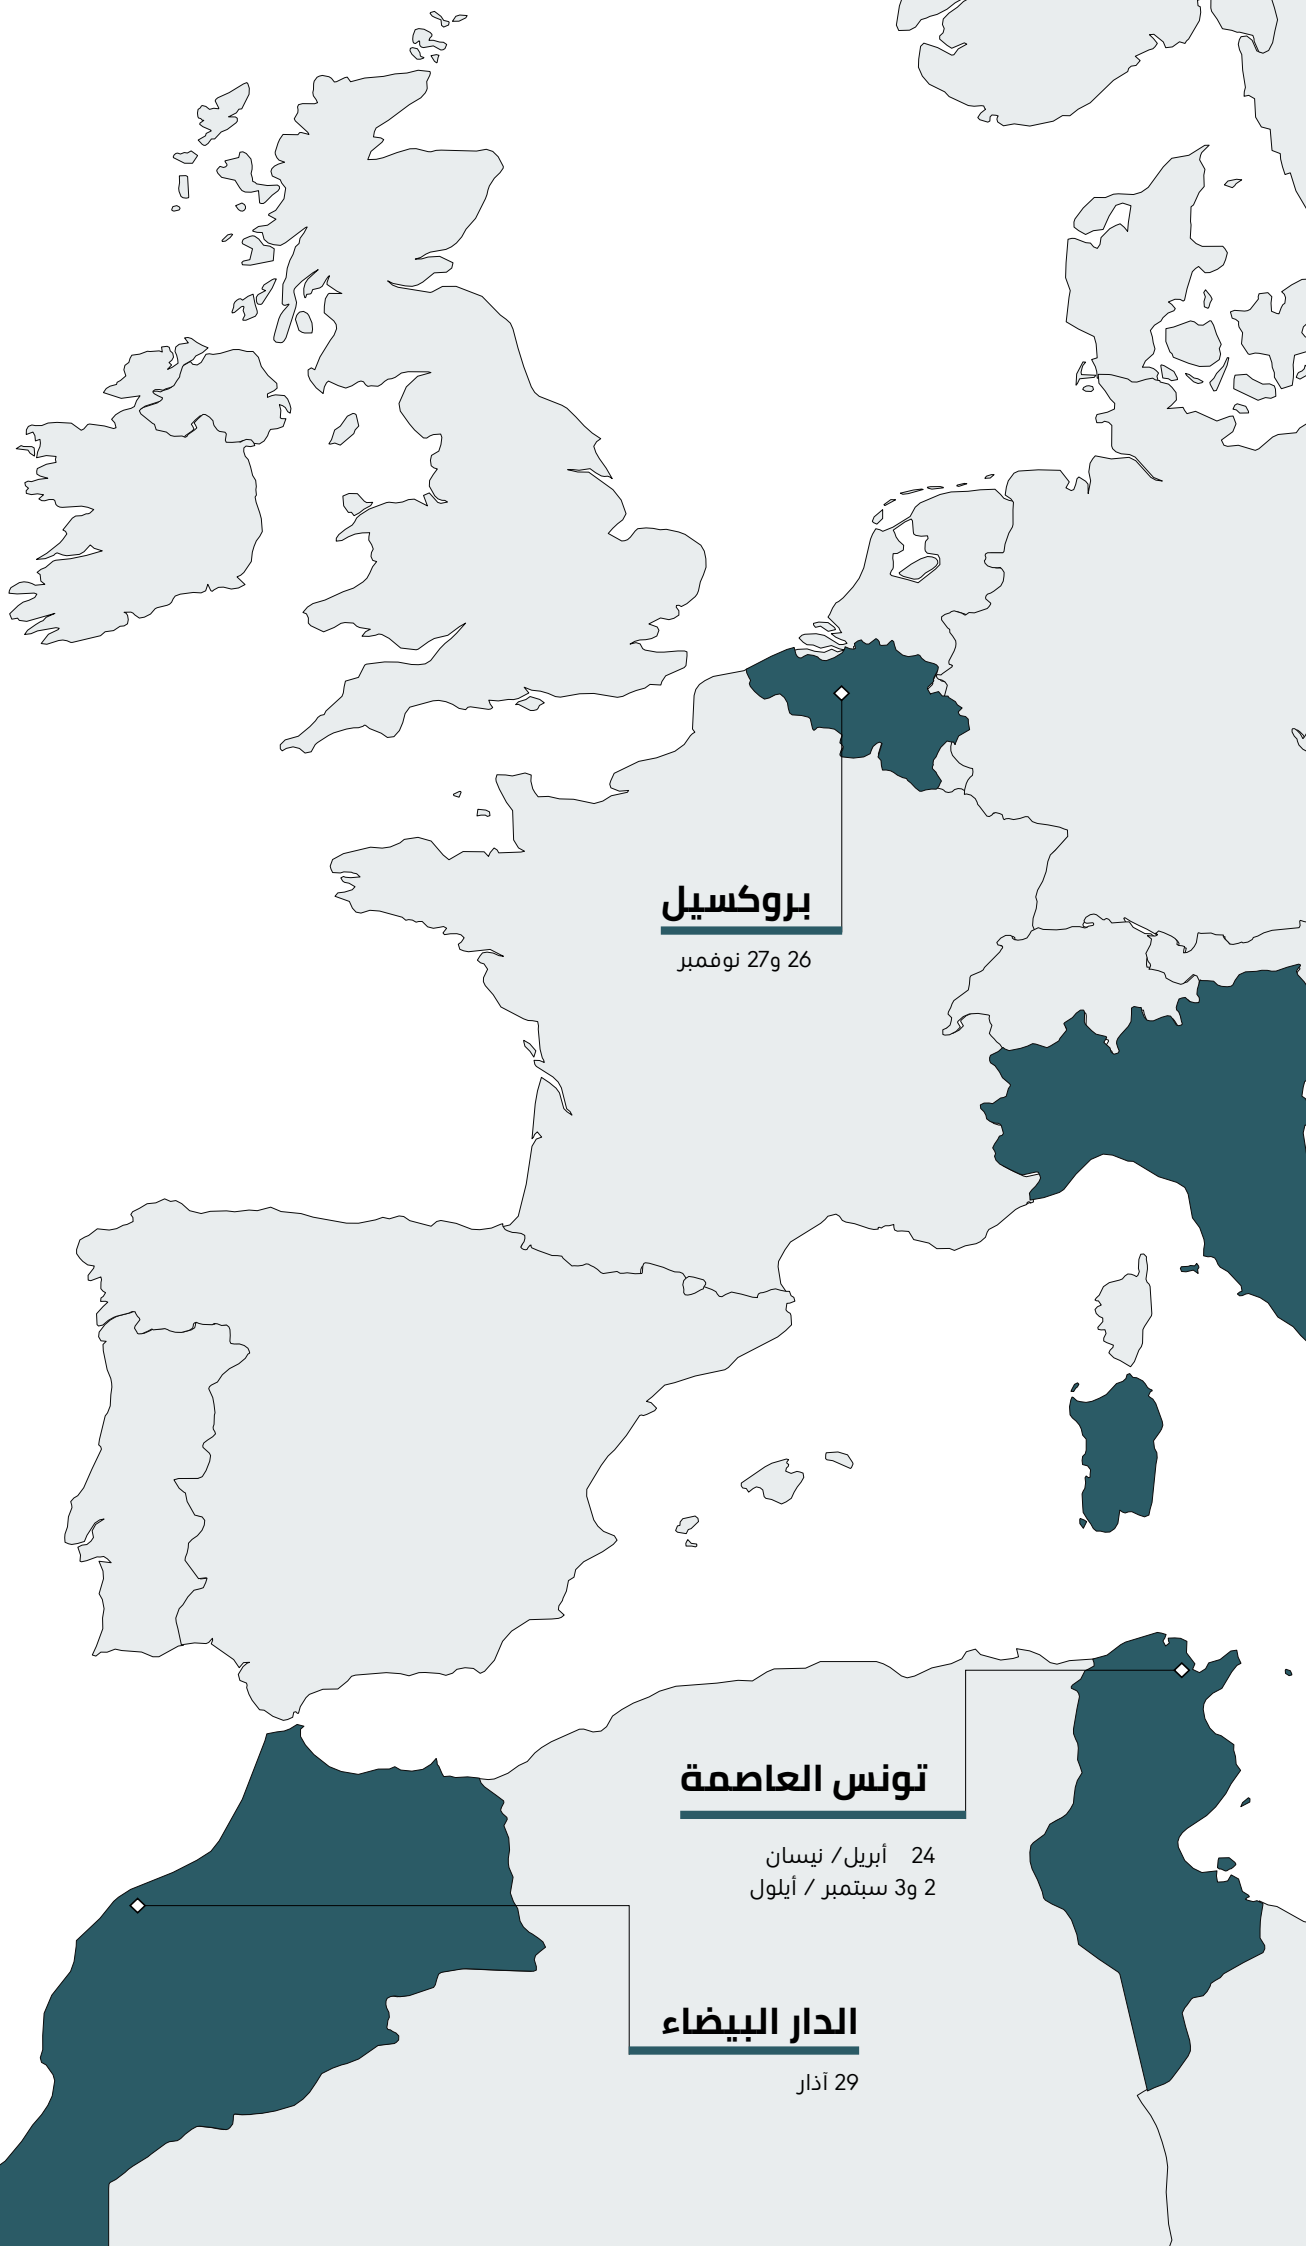 بروكسيل
26 و27 نوفمبر
تونس العاصمة
24 أبريل/ نيسان
2 و3 سبتمبر / أيلول
الدار البيضاء
29 آذار